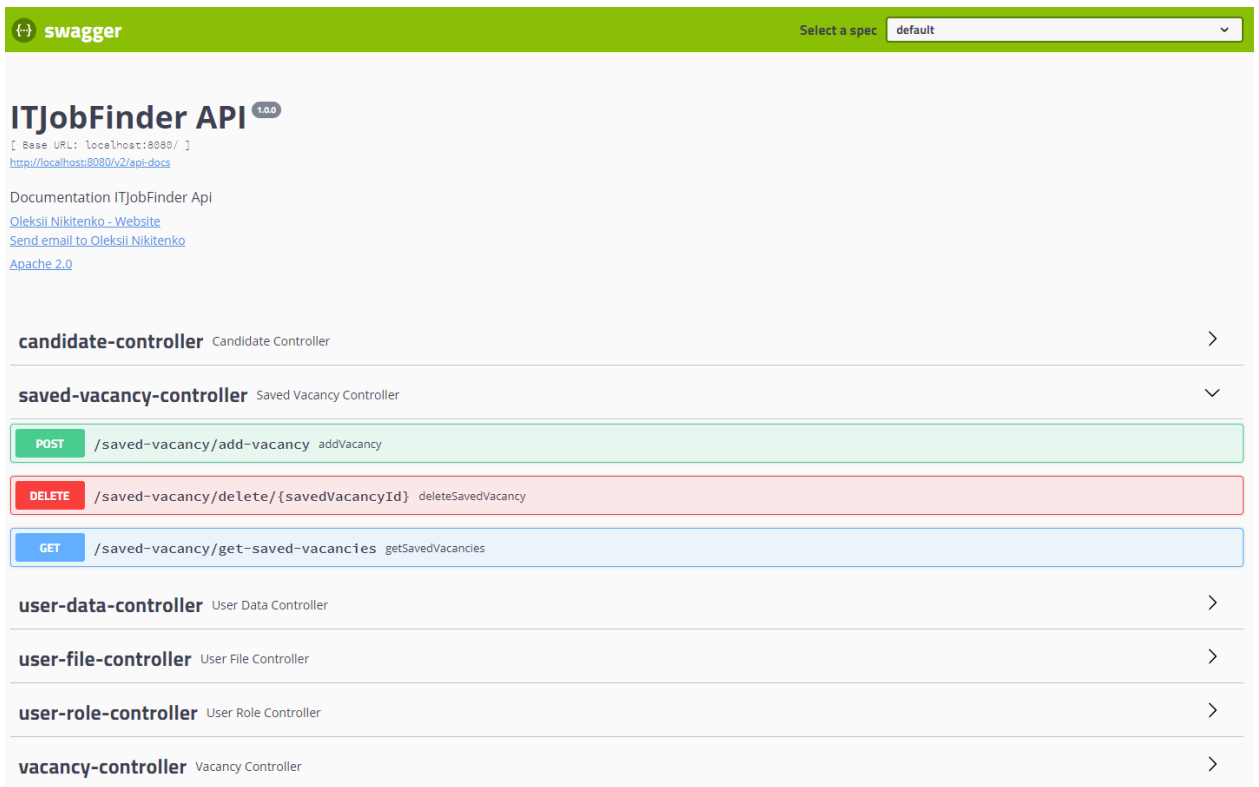 {··} swagger Select a spec default
ITJobFinder API 1.0.0
[ Base URL: localhost:8080/ ]
http://localhost:8080/v2/api-docs
Documentation ITJobFinder Api
Oleksii Nikitenko - Website
Send email to Oleksii Nikitenko
Apache 2.0
candidate-controller Candidate Controller
saved-vacancy-controller Saved Vacancy Controller
POST /saved-vacancy/add-vacancy addVacancy
DELETE /saved-vacancy/delete/{savedVacancyId} deleteSavedVacancy
GET /saved-vacancy/get-saved-vacancies getSavedVacancies
user-data-controller User Data Controller
user-file-controller User File Controller
user-role-controller User Role Controller
vacancy-controller Vacancy Controller